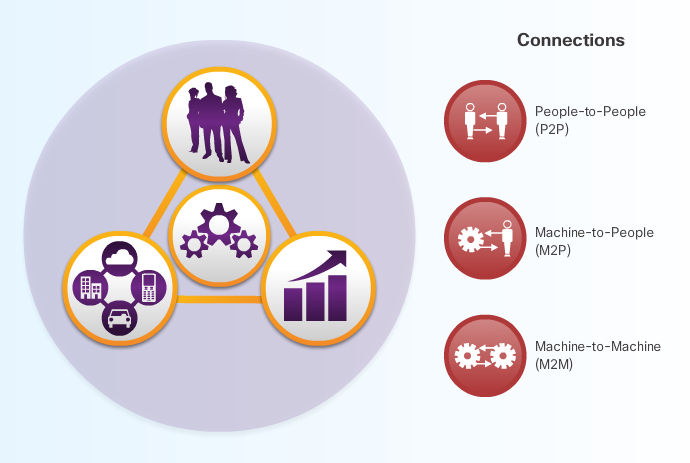 Connections
People-to-People
(P2P)
Machine-to-People
(M2P)
Machine-to-Machine
(M2M)